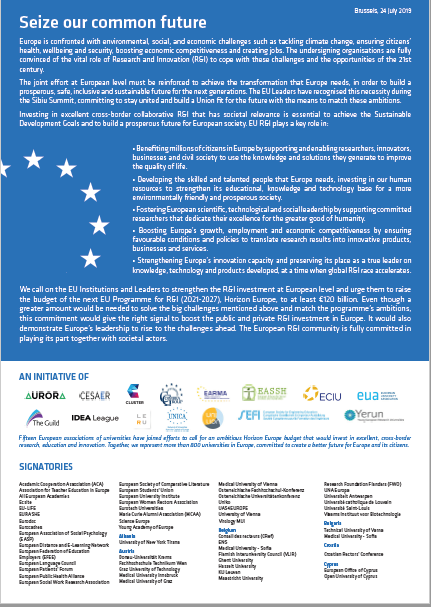 Brussels, 24 July 2019
Seize our common future
Europe is confronted with environmental, social, and economic challenges such as tackling climate change, ensuring citizens'
health, wellbeing and security, boosting economic competitiveness and creating jobs. The undersigning organisations are fully
convinced of the vital role of Research and Innovation (R&I) to cope with these challenges and the opportunities of the 21st
century.
The joint effort at European level must be reinforced to achieve the transformation that Europe needs, in order to build a
prosperous, safe, inclusive and sustainable future for the next generations. The EU Leaders have recognised this necessity during
the Sibiu Summit, committing to stay united and build a Union fit for the future with the means to match these ambitions.
Investing in excellent cross-border collaborative R&I that has societal relevance is essential to achieve the Sustainable
Development Goals and to build a prosperous future for European society. EU R&I plays a key role in:
• Benefiting millions of citizens in Europe by supporting and enabling researchers, innovators,
businesses and civil society to use the knowledge and solutions they generate to improve
the quality of life.
• Developing the skilled and talented people that Europe needs, investing in our human
resources to strengthen its educational, knowledge and technology base for a more
environmentally friendly and prosperous society.
• Fostering European scientific, technological and social leadership by supporting committed
researchers that dedicate their excellence for the greater good of humanity.
• Boosting Europe's growth, employment and economic competitiveness by ensuring
favourable conditions and policies to translate research results into innovative products,
businesses and services.
• Strengthening Europe's innovation capacity and preserving its place as a true leader on
knowledge, technology and products developed, at a time when global R&I race accelerates.
We call on the EU Institutions and Leaders to strengthen the R&I investment at European level and urge them to raise
the budget of the next EU Programme for R&I (2021-2027), Horizon Europe, to at least €120 billion. Even though a
greater amount would be needed to solve the big challenges mentioned above and match the programme's ambitions,
this commitment would give the right signal to boost the public and private R&I investment in Europe. It would also
demonstrate Europe's leadership to rise to the challenges ahead. The European R&I community is fully committed in
playing its part together with societal actors.
AN INITIATIVE OF
AURORA CESAER CLUSTER EARMA EASSH ECIU eua
The Guild IDEA League LERU UNICA SEFI Yerun
Fifteen European associations of universities have joined efforts to call for an ambitious Horizon Europe budget that would invest in excellent, cross-border
research, education and innovation. Together, we represent more than 800 universities in Europe, committed to create a better future for Europe and its citizens.
SIGNATORIES
Academic Cooperation Association (ACA)
Association for Teacher Education in Europe
All European Academies
Ecsite
EU-LIFE
EURASHE
Eurodoc
Euroscience
European Association of Social Psychology
(EASP)
European Distance and E-Learning Network
European Federation of Education
Employers (EFEE)
European Language Council
European Patients' Forum
European Public Health Alliance
European Social Work Research Association
European Society of Comparative Literature
European Students' Union
European University Institute
European Women Rectors Association
Eurotech Universities
Marie Curie Alumni Association (MCAA)
Science Europe
Young Academy of Europe
Albania
University of New York Tirana
Austria
Donau-Universität Krems
Fachhochschule Technikum Wien
Graz University of Technology
Medical University Innsbruck
Medical University of Graz
Medical University of Vienna
Österreichische Fachhochschul-Konferenz
Österreichische Universitätenkonferenz
Uniko
UAS4EUROPE
University of Vienna
Virology MUI
Belgium
Conseil des recteurs (CRef)
ENS
Medical University - Sofia
Flemish Interuniversity Council (VLIR)
Ghent University
Hasselt University
KU Leuven
Maastricht University
Research Foundation Flanders (FWO)
UNA Europa
Universiteit Antwerpen
Université catholique de Louvain
Université Saint-Louis
Vlaams Instituut voor Biotechnologie
Bulgaria
Technical University of Varna
Medical University - Sofia
Croatia
Croatian Rectors' Conference
Cyprus
European Office of Cyprus
Open University of Cyprus